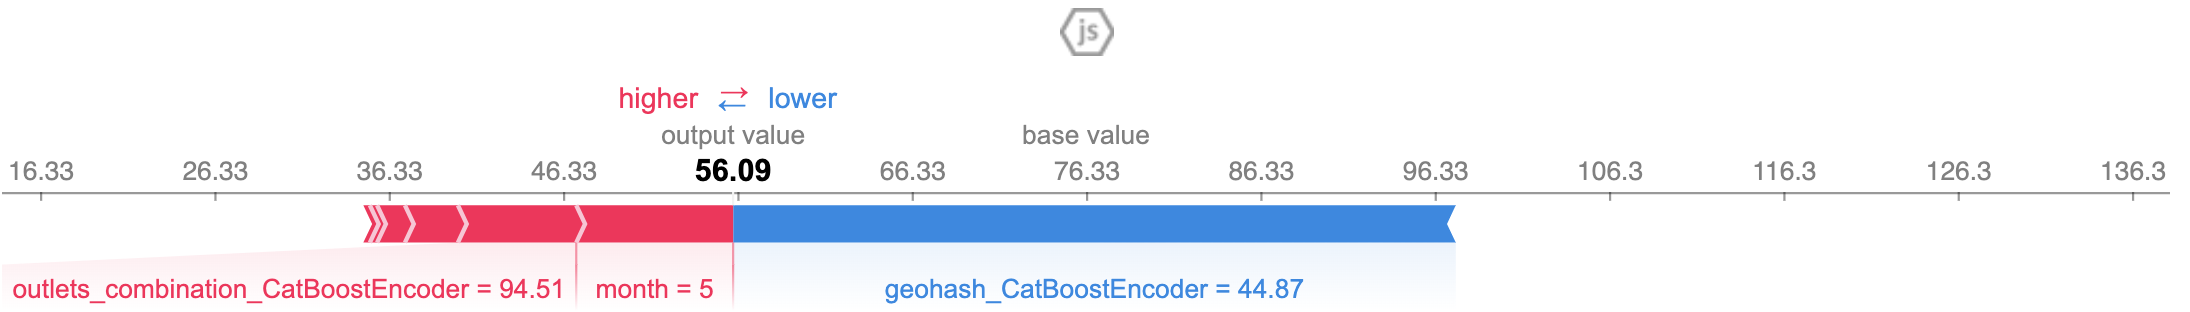 js
higher lower
output value base value
16.33 26.33 36.33 46.33 56.09 66.33 76.33 86.33 96.33 106.3 116.3 126.3 136.3
outlets_combination_CatBoostEncoder = 94.51 month = 5 geohash_CatBoostEncoder = 44.87